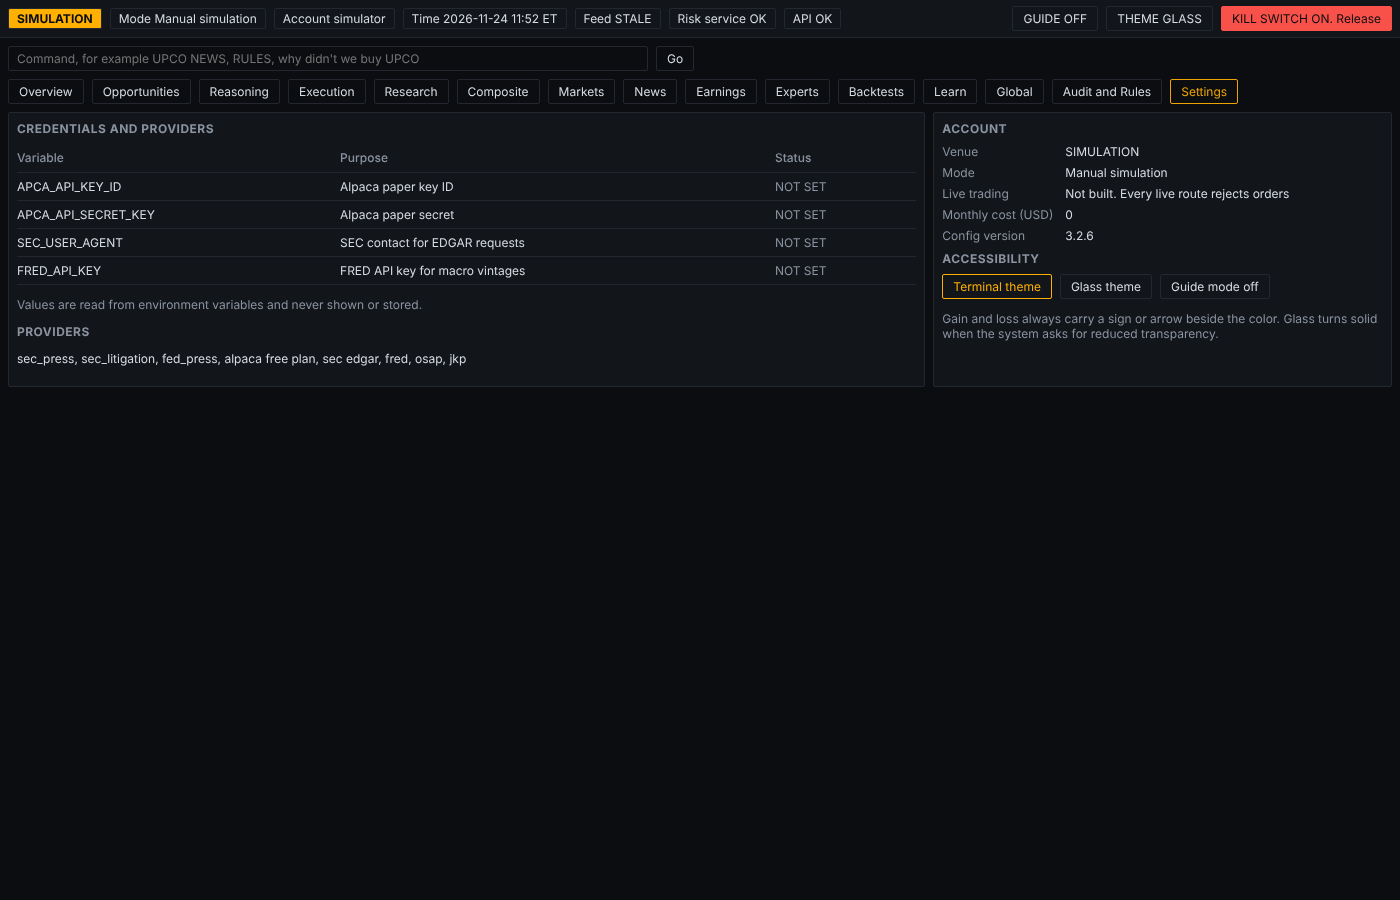 SIMULATION Mode Manual simulation Account simulator Time 2026-11-24 11:52 ET Feed STALE Risk service OK API OK GUIDE OFF THEME GLASS KILL SWITCH ON. Release
Command, for example UPCO NEWS, RULES, why didn't we buy UPCO Go
Overview Opportunities Reasoning Execution Research Composite Markets News Earnings Experts Backtests Learn Global Audit and Rules Settings
CREDENTIALS AND PROVIDERS
Variable Purpose Status
APCA_API_KEY_ID Alpaca paper key ID NOT SET
APCA_API_SECRET_KEY Alpaca paper secret NOT SET
SEC_USER_AGENT SEC contact for EDGAR requests NOT SET
FRED_API_KEY FRED API key for macro vintages NOT SET
Values are read from environment variables and never shown or stored.
PROVIDERS
sec_press, sec_litigation, fed_press, alpaca free plan, sec edgar, fred, osap, jkp
ACCOUNT
Venue SIMULATION
Mode Manual simulation
Live trading Not built. Every live route rejects orders
Monthly cost (USD) 0
Config version 3.2.6
ACCESSIBILITY
Terminal theme Glass theme Guide mode off
Gain and loss always carry a sign or arrow beside the color. Glass turns solid
when the system asks for reduced transparency.